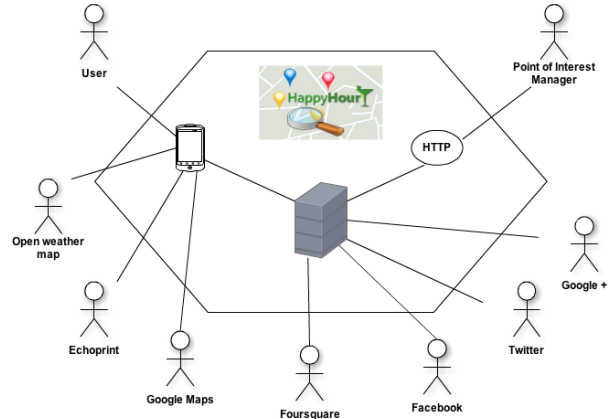 User
Point of Interest
Manager
HappyHour
HTTP
Open weather
map
Google +
Echoprint
Twitter
Google Maps
Facebook
Foursquare